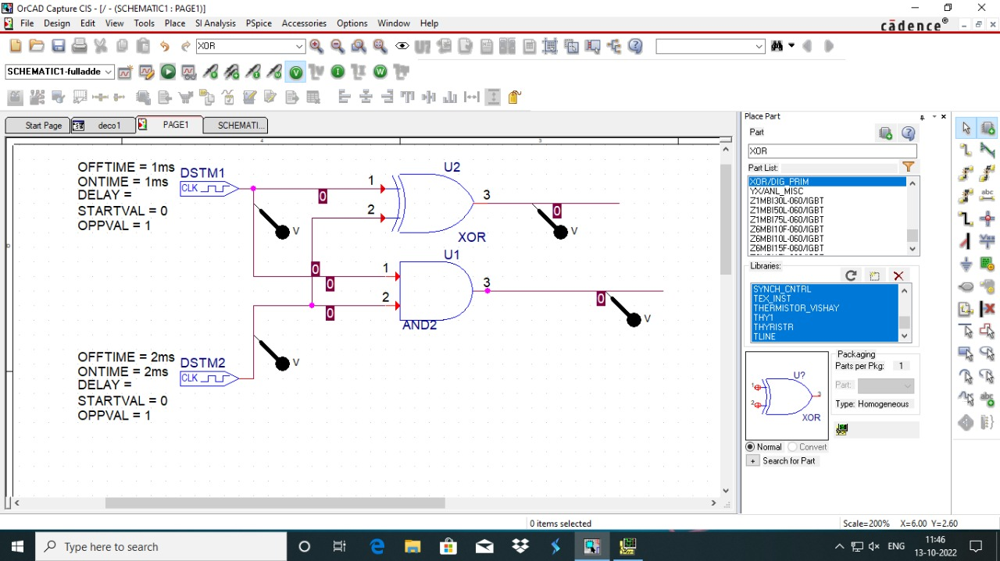 OrCAD Capture CIS - [/ - (SCHEMATIC1 : PAGE1)]
File Design Edit View Tools Place SI Analysis PSpice Accessories Options Window Help
cādence®
XOR
SCHEMATIC1-fulladde
Start Page deco1 PAGE1 SCHEMATI...
4 3
OFFTIME = 1ms
ONTIME = 1ms
DELAY =
STARTVAL = 0
OPPVAL = 1
DSTM1
CLK
0
V
U2
1
2
3
XOR
0
V
U1
1
2
3
AND2
0
0
0
0
V
OFFTIME = 2ms
ONTIME = 2ms
DELAY =
STARTVAL = 0
OPPVAL = 1
DSTM2
CLK
V
Place Part
Part
XOR
Part List:
XOR/DIG_PRIM
YX/ANL_MISC
Z1MBI30L-060/IGBT
Z1MBI50L-060/IGBT
Z1MBI75L-060/IGBT
Z6MBI10F-060/IGBT
Z6MBI10L-060/IGBT
Z6MBI15F-060/IGBT
Libraries:
SYNCH_CNTRL
TEX_INST
THERMISTOR_VISHAY
THY1
THYRISTR
TLINE
U?
1
2
3
XOR
Packaging
Parts per Pkg: 1
Part:
Type: Homogeneous
Normal Convert
+ Search for Part
abc
abc
0 items selected
Scale=200% X=6.00 Y=2.60
Type here to search
ENG
11:46
13-10-2022